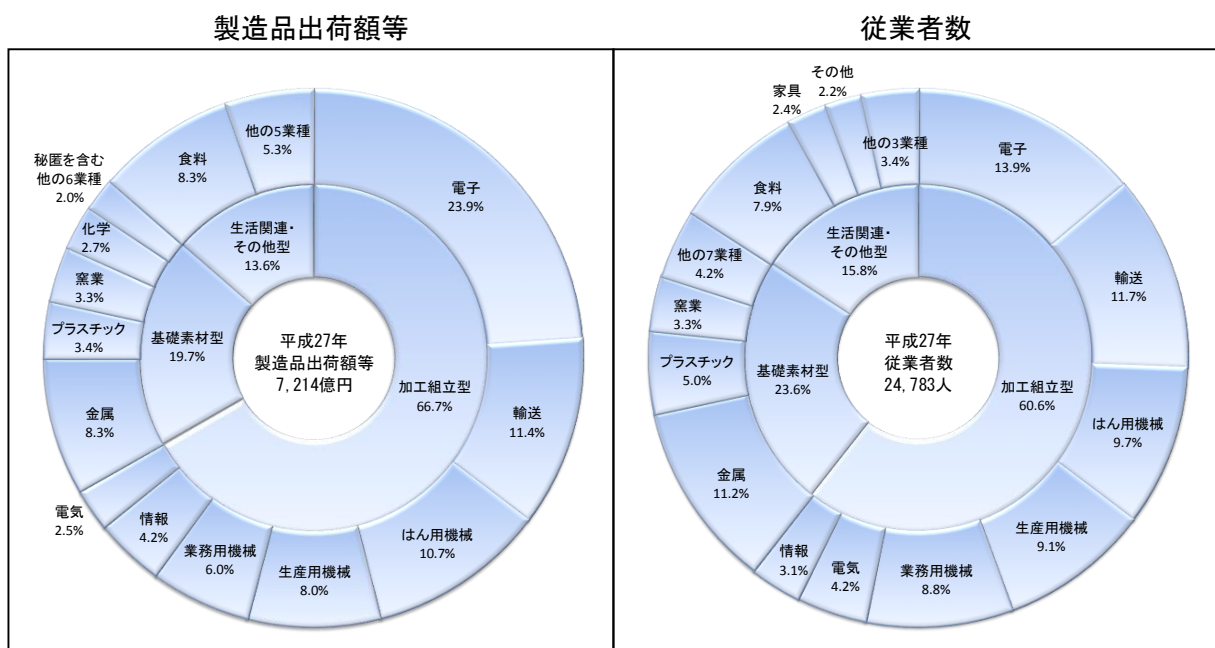 製造品出荷額等
他の5業種
5.3%
食料
8.3%
秘匿を含む
他の6業種
2.0%
化学
2.7%
窯業
3.3%
プラスチック
3.4%
金属
8.3%
電気
2.5%
情報
4.2%
業務用機械
6.0%
生産用機械
8.0%
はん用機械
10.7%
輸送
11.4%
電子
23.9%
生活関連・
その他型
13.6%
基礎素材型
19.7%
加工組立型
66.7%
平成27年
製造品出荷額等
7,214億円
従業者数
その他
2.2%
家具
2.4%
他の3業種
3.4%
食料
7.9%
他の7業種
4.2%
窯業
3.3%
プラスチック
5.0%
金属
11.2%
情報
3.1%
電気
4.2%
業務用機械
8.8%
生産用機械
9.1%
はん用機械
9.7%
輸送
11.7%
電子
13.9%
生活関連・
その他型
15.8%
基礎素材型
23.6%
加工組立型
60.6%
平成27年
従業者数
24,783人